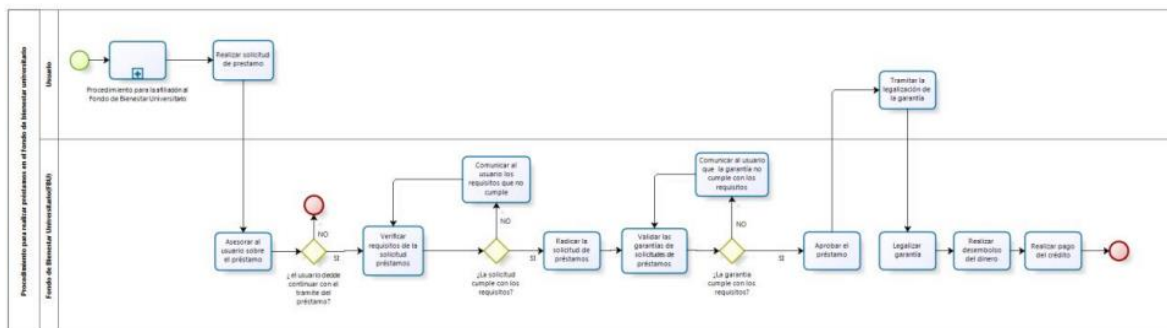 Procedimiento para realizar préstamos en el fondo de bienestar universitario
Usuario
Procedimiento para la afiliación al
Fondo de Bienestar Universitario
Realizar solicitud
de prestamo
Tramitar la
legalización de
la garantía
Fondo de Bienestar Universitario(FBU)
Asesorar al
usuario sobre
el préstamo
NO
SI
¿el usuario desde
continuar con el
tramite del
préstamo?
Verificar
requisitos de la
solicitud
préstamos
Comunicar al
usuario los
requisitos que no
cumple
NO
SI
¿La solicitud
cumple con los
requisitos?
Radicar la
solicitud de
préstamos
Validar las
garantías de
solicitudes de
préstamos
Comunicar al usuario
que la garantía no
cumple con los
requisitos
NO
SI
¿La garantía
cumple con los
requisitos?
Aprobar el
préstamo
Legalizar
garantía
Realizar
desembolso
del dinero
Realizar pago
del crédito